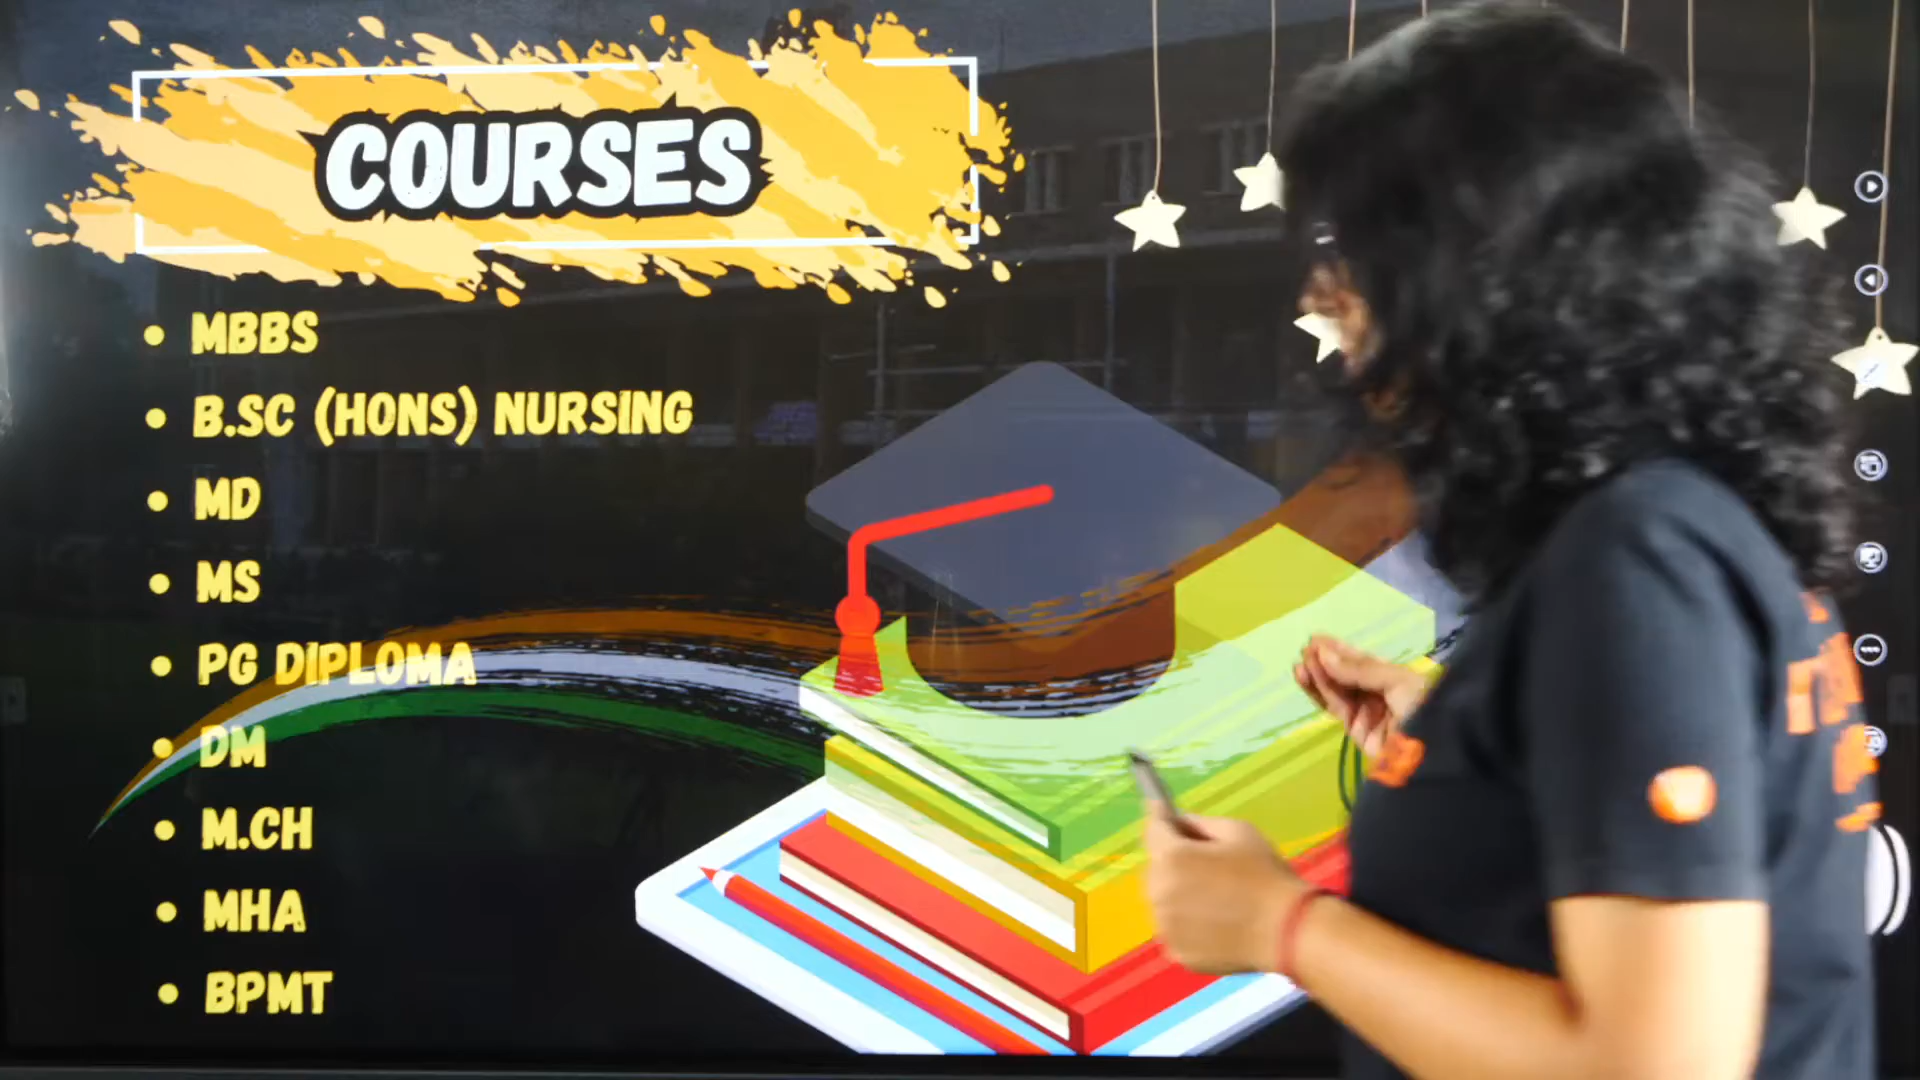 COURSES
• MBBS
• B.SC (HONS) NURSING
• MD
• MS
• PG DIPLOMA
• DM
• M.CH
• MHA
• BPMT